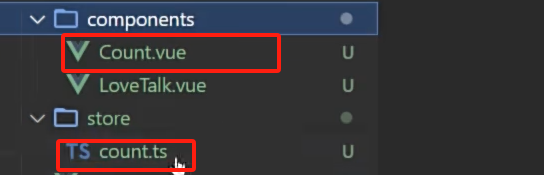 components
Count.vue U
LoveTalk.vue U
store
TS count.ts U